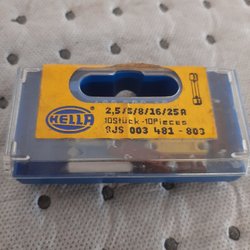 2,5/5/8/16/25A
10Stück-10Pieces
8JS 003 481 - 803
HELLA